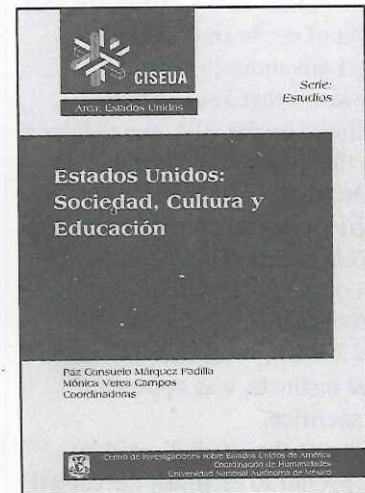 CISEUA
Area: Estados Unidos
Serie:
Estudios
Estados Unidos:
Sociedad, Cultura y
Educación
Paz Consuelo Márquez Padilla
Mónica Verea Campos
Coordinadoras
Centro de Investigaciones sobre Estados Unidos de América
Coordinación de Humanidades
Universidad Nacional Autónoma de México